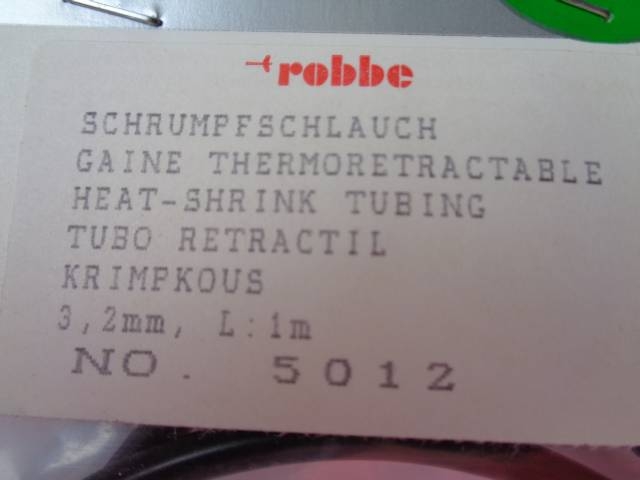 robbe
SCHRUMPFSCHLAUCH
GAINE THERMORETRACTABLE
HEAT-SHRINK TUBING
TUBO RETRACTIL
KRIMPKOUS
3,2mm, L:1m
NO. 5012